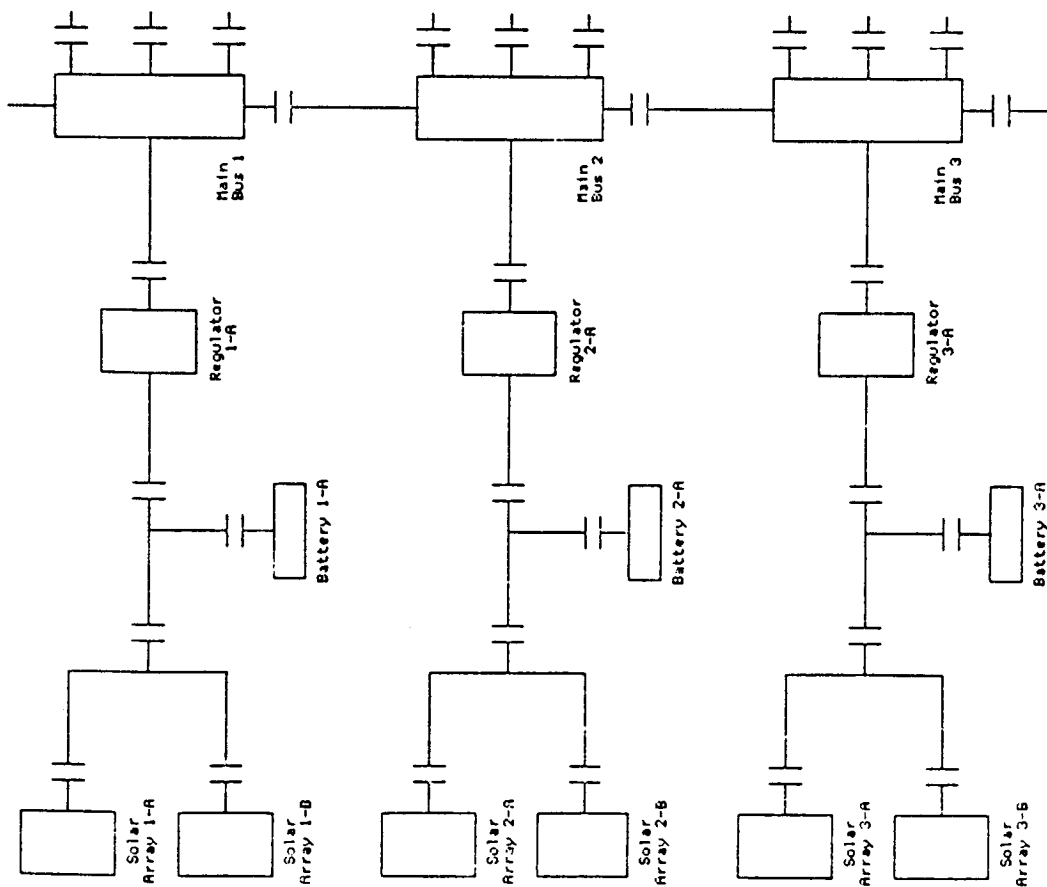 Solar
Array 3-B
Solar
Array 3-A
Solar
Array 2-B
Solar
Array 2-A
Solar
Array 1-B
Solar
Array 1-A
Battery 3-A
Battery 2-A
Battery 1-A
Regulator
3-A
Regulator
2-A
Regulator
1-A
Main
Bus 3
Main
Bus 2
Main
Bus 1